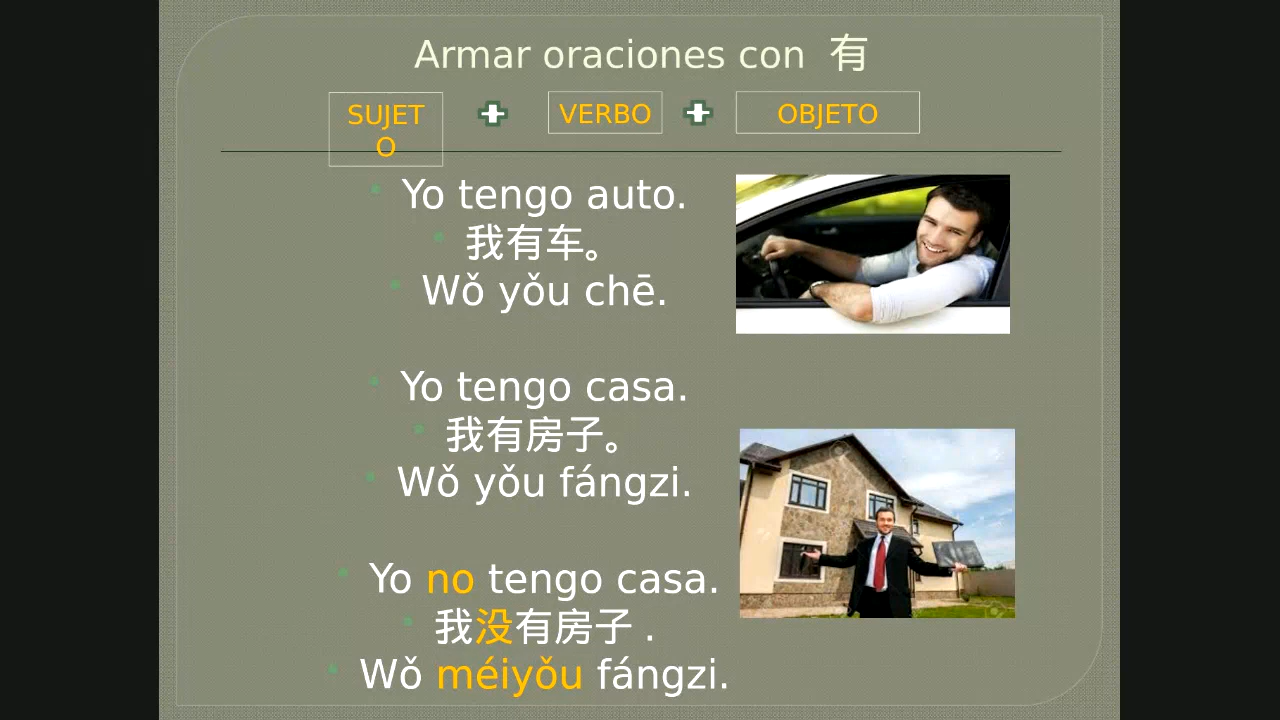 Armar oraciones con 有
SUJET
O
VERBO
OBJETO
Yo tengo auto.
我有车。
Wǒ yǒu chē.
Yo tengo casa.
我有房子。
Wǒ yǒu fángzi.
Yo no tengo casa.
我没有房子 .
Wǒ méiyǒu fángzi.